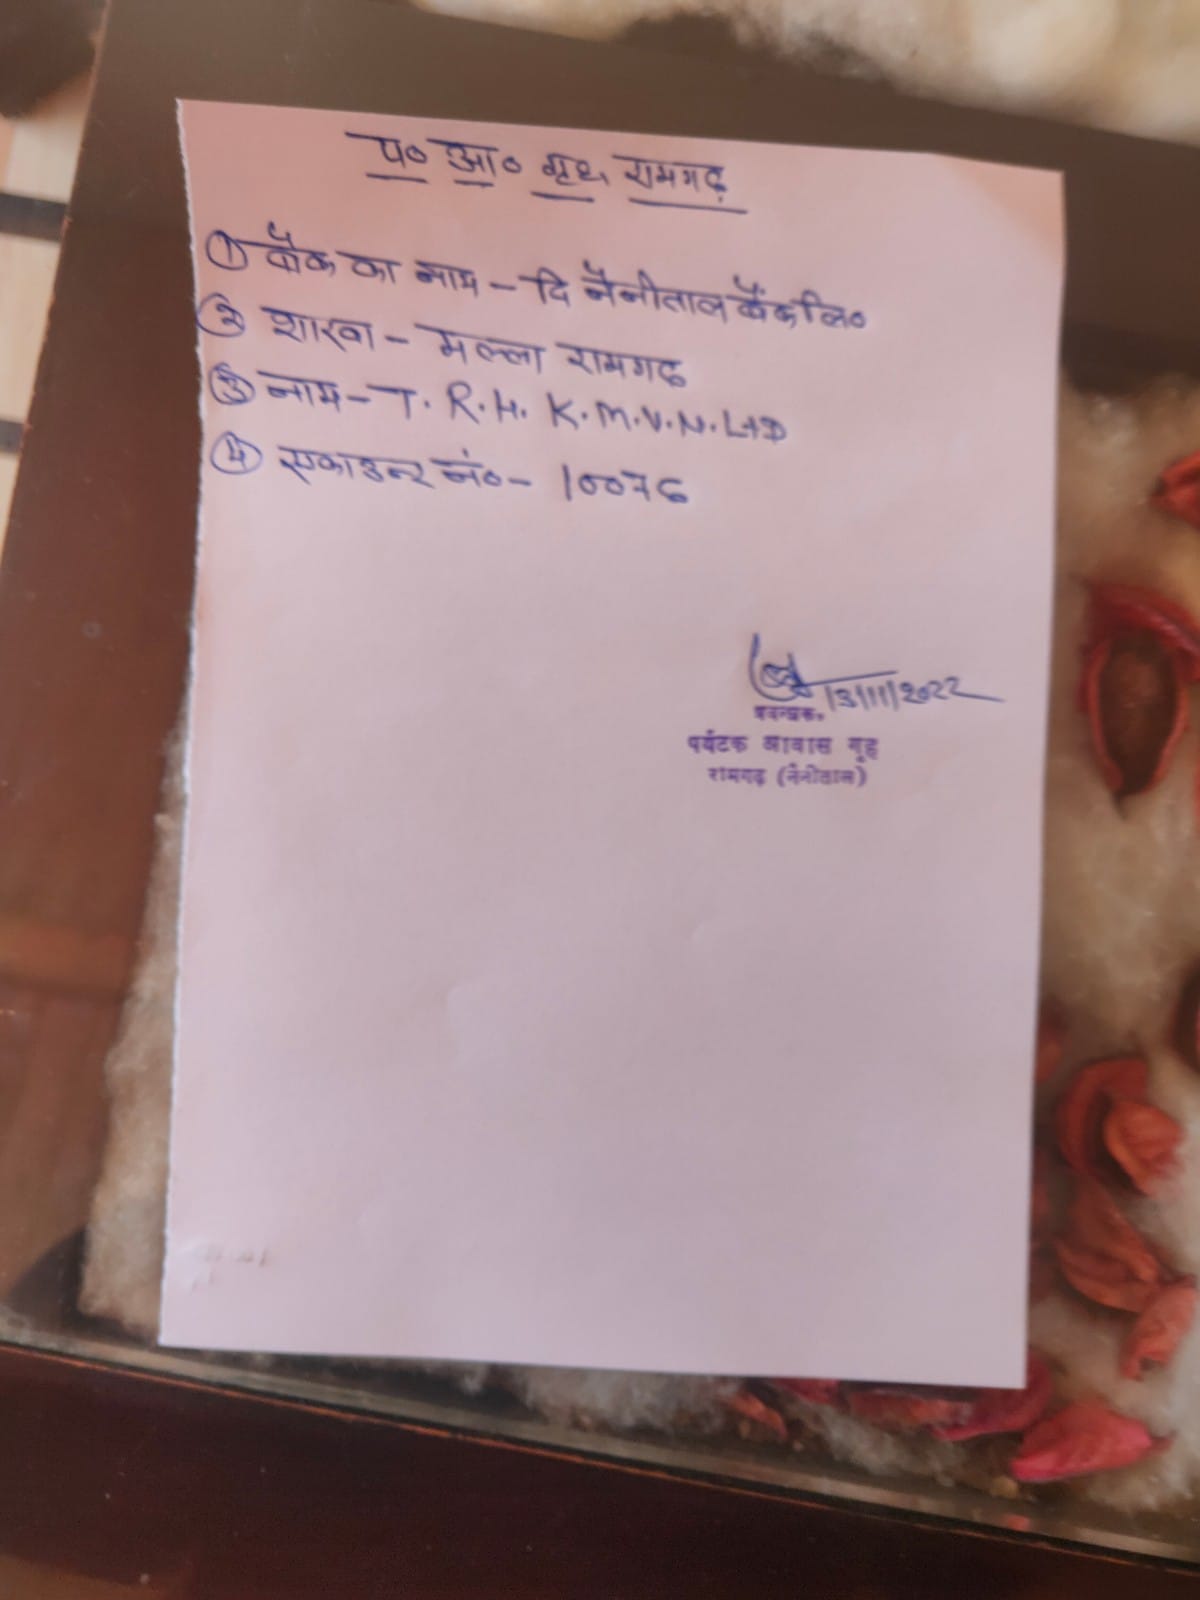 प० आ० गृह रामगढ़
① बैंक का नाम - दि नैनीताल बैंक लि०
② शाखा - मल्ला रामगढ़
③ नाम - T. R. H. K. M. V. N. LTD
④ एकाउन्ट नं० - 10076
13/11/2022
प्रबन्धक,
पर्यटक आवास गृह
रामगढ़ (नैनीताल)